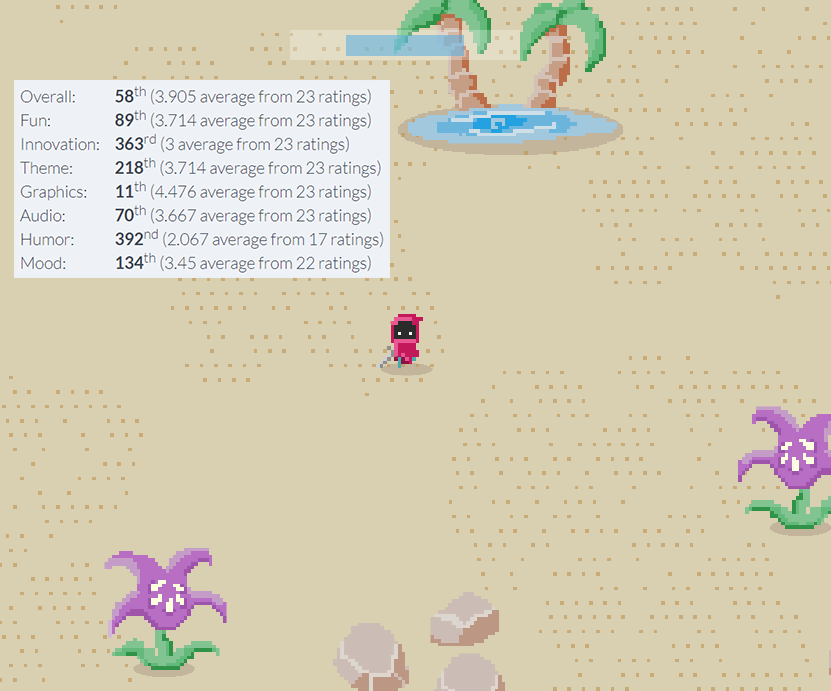 Overall: 58th (3.905 average from 23 ratings)
Fun: 89th (3.714 average from 23 ratings)
Innovation: 363rd (3 average from 23 ratings)
Theme: 218th (3.714 average from 23 ratings)
Graphics: 11th (4.476 average from 23 ratings)
Audio: 70th (3.667 average from 23 ratings)
Humor: 392nd (2.067 average from 17 ratings)
Mood: 134th (3.45 average from 22 ratings)